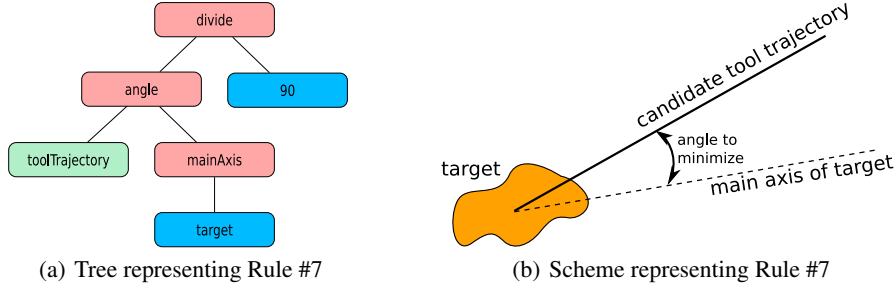 divide
angle
90
toolTrajectory
mainAxis
target
(a) Tree representing Rule #7
candidate tool trajectory
angle to
minimize
target
main axis of target
(b) Scheme representing Rule #7